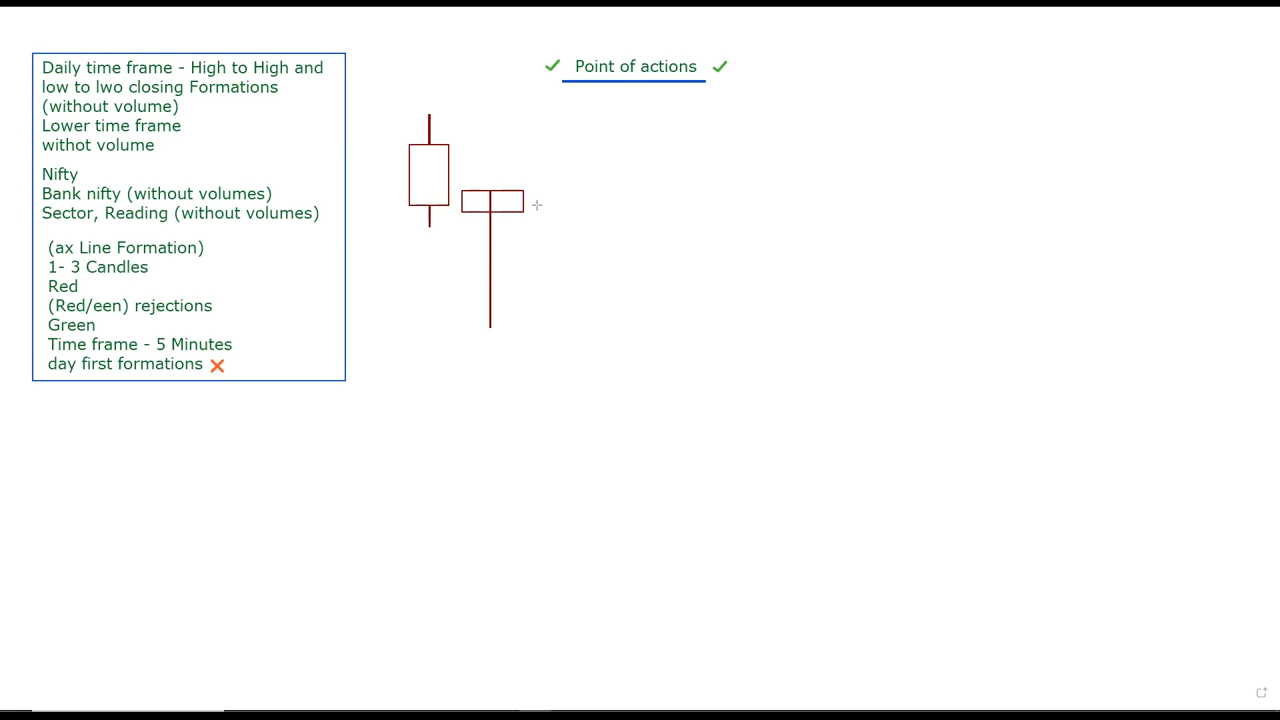 Daily time frame - High to High and
low to lwo closing Formations
(without volume)
Lower time frame
withot volume
Nifty
Bank nifty (without volumes)
Sector, Reading (without volumes)
(ax Line Formation)
1- 3 Candles
Red
(Red/een) rejections
Green
Time frame - 5 Minutes
day first formations
Point of actions